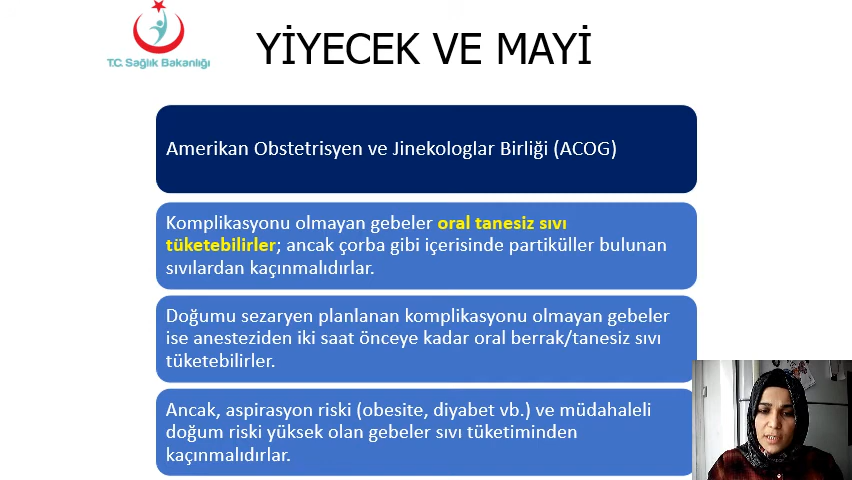 T.C. Sağlık Bakanlığı
YİYECEK VE MAYİ
Amerikan Obstetrisyen ve Jinekologlar Birliği (ACOG)
Komplikasyonu olmayan gebeler oral tanesiz sıvı
tüketebilirler; ancak çorba gibi içerisinde partiküller bulunan
sıvılardan kaçınmalıdırlar.
Doğumu sezaryen planlanan komplikasyonu olmayan gebeler
ise anesteziden iki saat önceye kadar oral berrak/tanesiz sıvı
tüketebilirler.
Ancak, aspirasyon riski (obesite, diyabet vb.) ve müdahaleli
doğum riski yüksek olan gebeler sıvı tüketiminden
kaçınmalıdırlar.